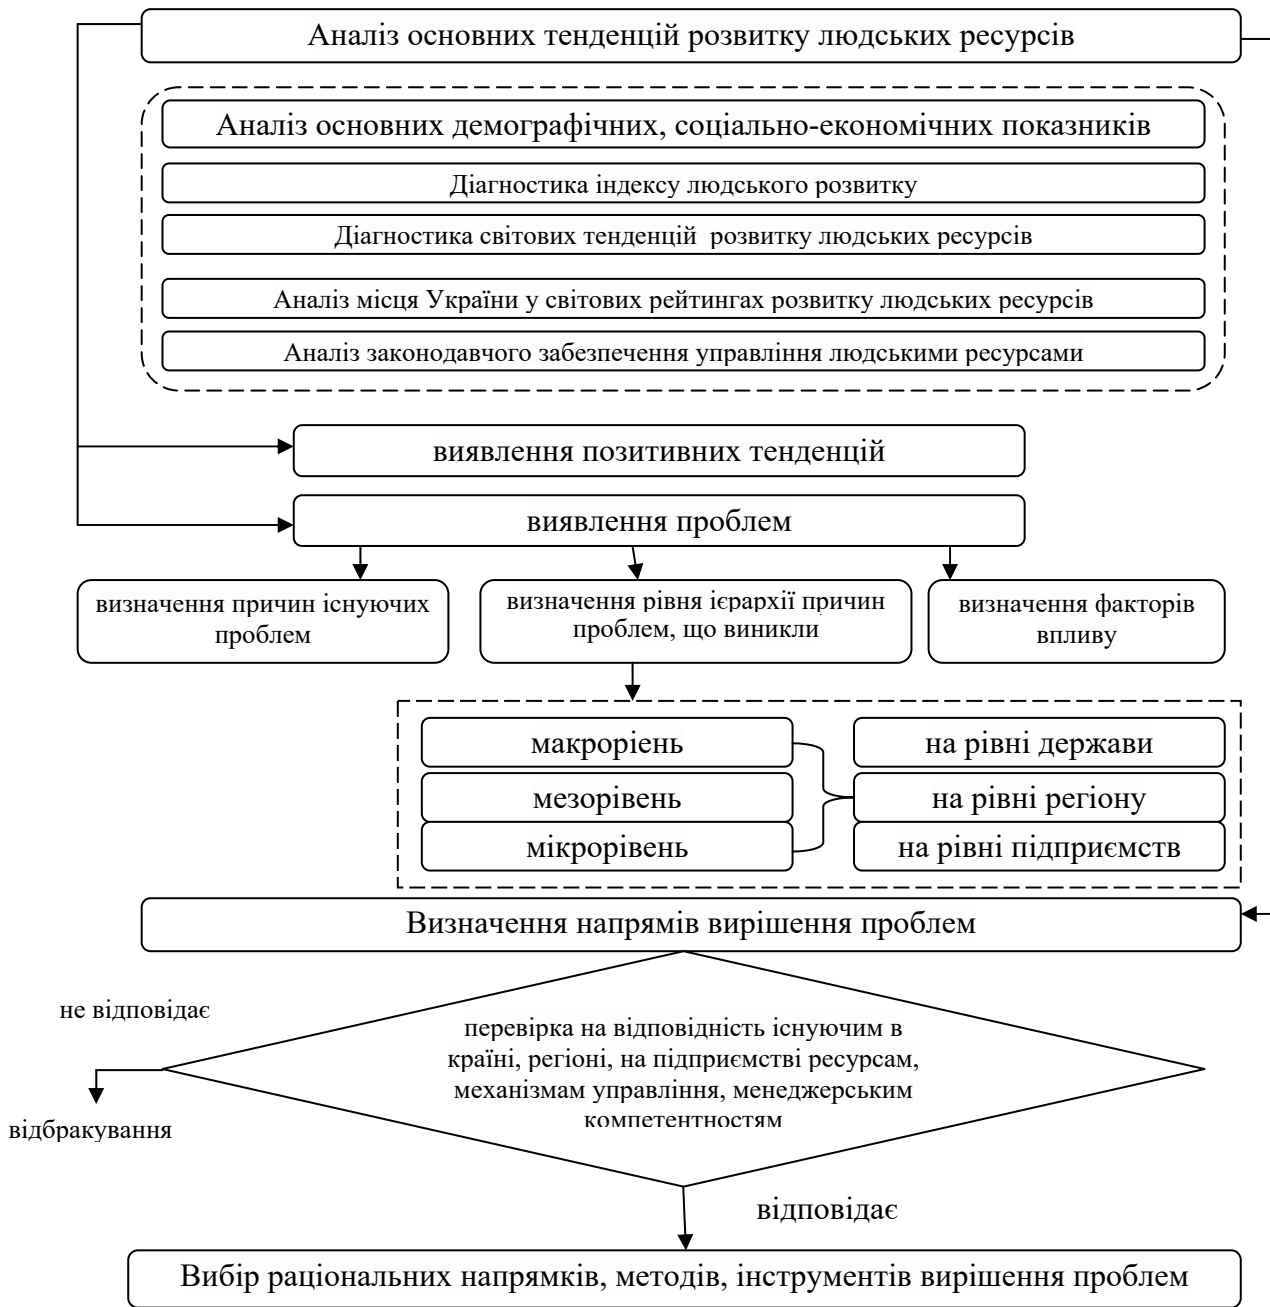 Аналіз основних тенденцій розвитку людських ресурсів
Аналіз основних демографічних, соціально-економічних показників
Діагностика індексу людського розвитку
Діагностика світових тенденцій розвитку людських ресурсів
Аналіз місця України у світових рейтингах розвитку людських ресурсів
Аналіз законодавчого забезпечення управління людськими ресурсами
виявлення позитивних тенденцій
виявлення проблем
визначення причин існуючих
проблем
визначення рівня ієрархії причин
проблем, що виникли
визначення факторів
впливу
макроріень
на рівні держави
мезорівень
на рівні регіону
мікрорівень
на рівні підприємств
Визначення напрямів вирішення проблем
не відповідає
перевірка на відповідність існуючим в
країні, регіоні, на підприємстві ресурсам,
механізмам управління, менеджерським
компетентностям
відбракування
відповідає
Вибір раціональних напрямків, методів, інструментів вирішення проблем